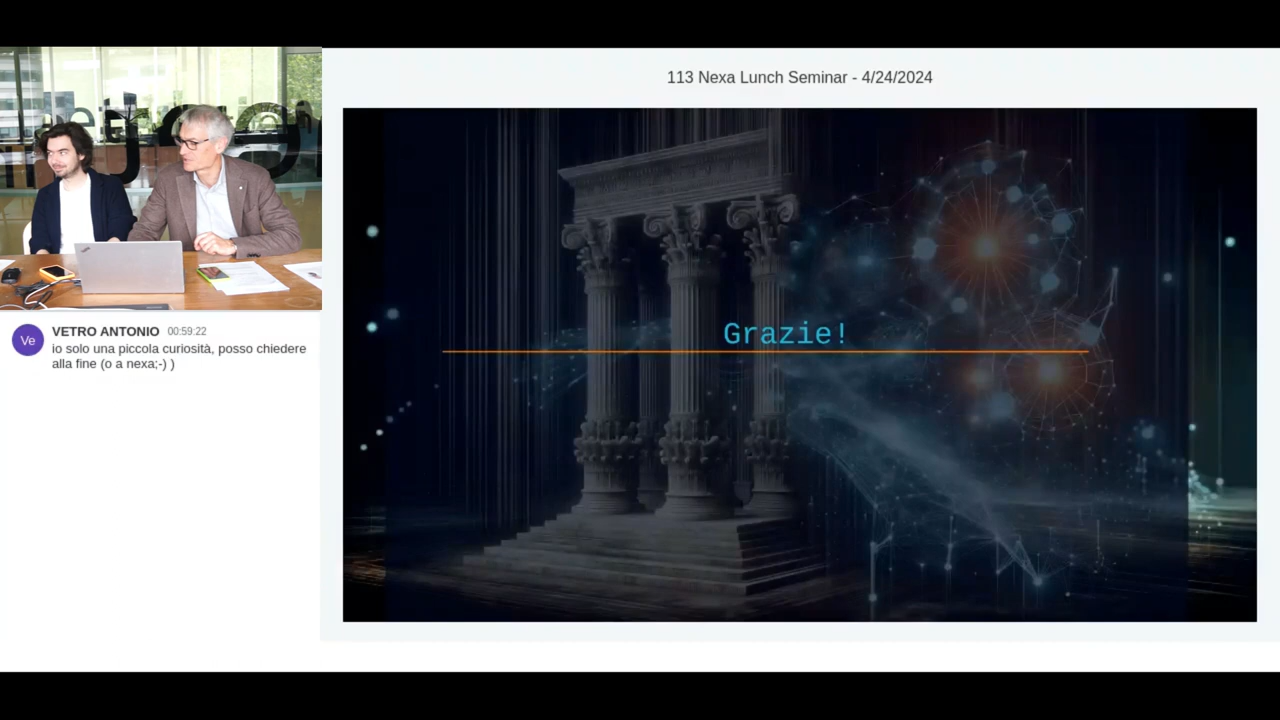 113 Nexa Lunch Seminar - 4/24/2024
Grazie!
Ve
VETRO ANTONIO 00:59:22
io solo una piccola curiosità, posso chiedere
alla fine (o a nexa;-) )